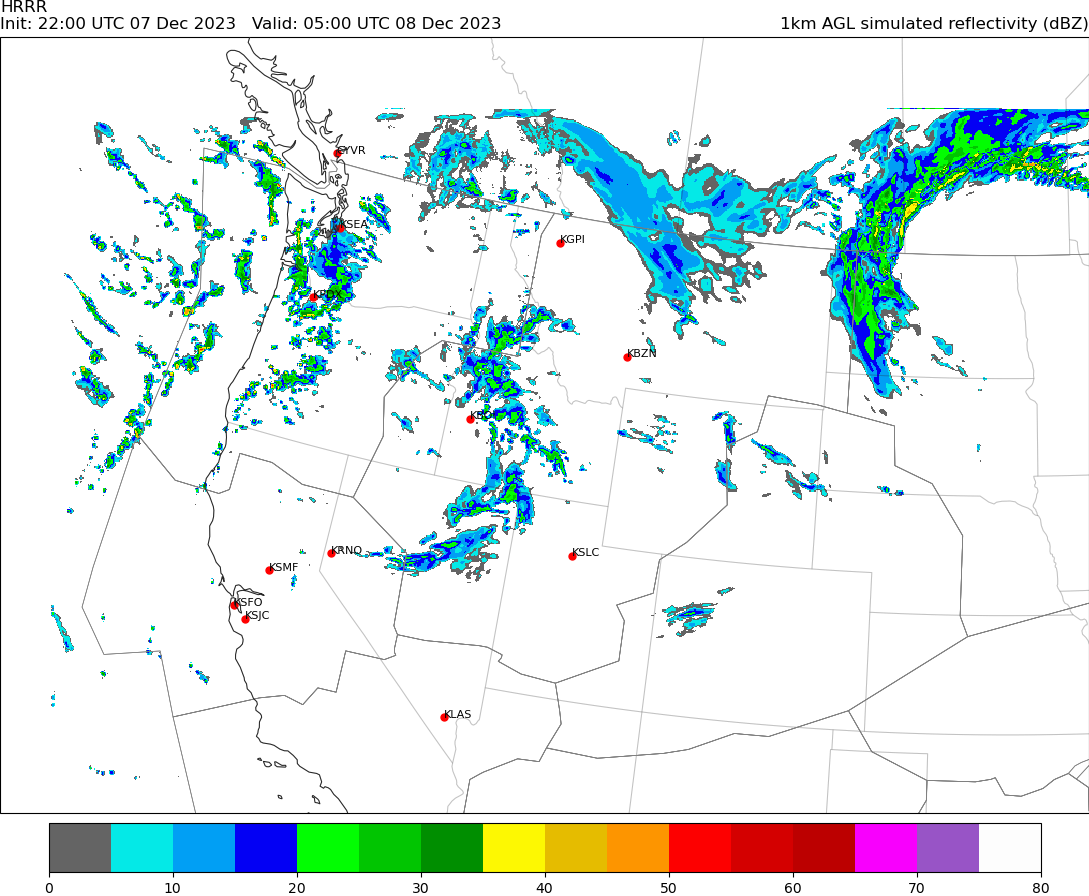 HRRR
Init: 22:00 UTC 07 Dec 2023   Valid: 05:00 UTC 08 Dec 2023
1km AGL simulated reflectivity (dBZ)
CYVR
KSEA
KGPI
KPDX
KBZN
KBOI
KRNO
KSLC
KSMF
KSFO
KSJC
KLAS
0 10 20 30 40 50 60 70 80